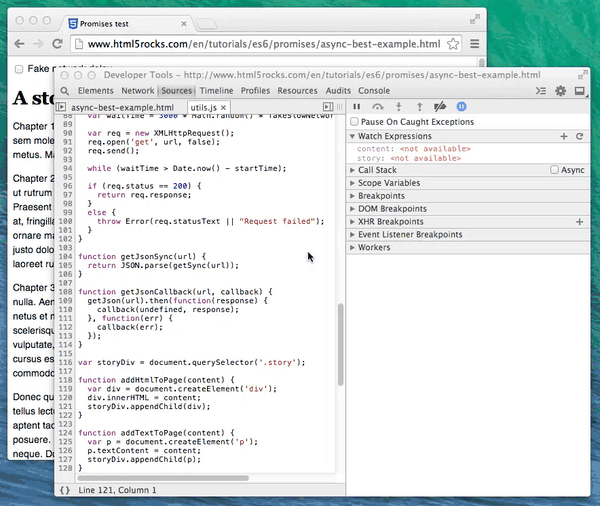 Promises test
www.html5rocks.com/en/tutorials/es6/promises/async-best-example.html
Fake network delay
A sto
Chapter 1
sem mole
metus. Ma
Chapter 2
ut rutrum
Praesent
at, fringilla
ornare ma
justo dolo
laoreet ru
Chapter 3
nulla. Aen
netus et m
scelerisqu
vulputate,
cursus es
commodo
Donec qu
tellus lect
aptent tac
posuere.
neque. Do
Developer Tools - http://www.html5rocks.com/en/tutorials/es6/promises/async-best-example.html
Elements Network Sources Timeline Profiles Resources Audits Console
async-best-example.html utils.js ×
88 var waitTime = 3000 * Math.random() * fakeSlowNetwor
89
90 var req = new XMLHttpRequest();
91 req.open('get', url, false);
92 req.send();
93
94 while (waitTime > Date.now() - startTime);
95
96 if (req.status == 200) {
97 return req.response;
98 }
99 else {
100 throw Error(req.statusText || "Request failed");
101 }
102 }
103
104 function getJsonSync(url) {
105 return JSON.parse(getSync(url));
106 }
107
108 function getJsonCallback(url, callback) {
109 getJson(url).then(function(response) {
110 callback(undefined, response);
111 }, function(err) {
112 callback(err);
113 });
114 }
115
116 var storyDiv = document.querySelector('.story');
117
118 function addHtmlToPage(content) {
119 var div = document.createElement('div');
120 div.innerHTML = content;
121 storyDiv.appendChild(div);
122 }
123
124 function addTextToPage(content) {
125 var p = document.createElement('p');
126 p.textContent = content;
127 storyDiv.appendChild(p);
128 }
{} Line 121, Column 1
Pause On Caught Exceptions
Watch Expressions
content: <not available>
story: <not available>
Call Stack Async
Scope Variables
Breakpoints
DOM Breakpoints
XHR Breakpoints
Event Listener Breakpoints
Workers